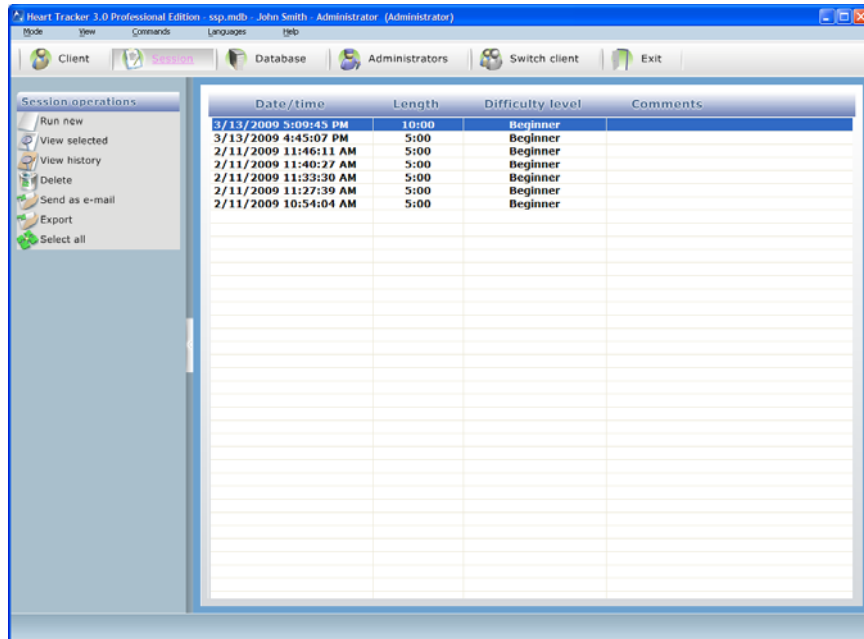 Heart Tracker 3.0 Professional Edition - ssp.mdb - John Smith - Administrator (Administrator)
Mode View Commands Languages Help
Client Session Database Administrators Switch client Exit
Session operations
Run new
View selected
View history
Delete
Send as e-mail
Export
Select all
Date/time Length Difficulty level Comments
3/13/2009 5:09:45 PM 10:00 Beginner
3/13/2009 4:45:07 PM 5:00 Beginner
2/11/2009 11:46:11 AM 5:00 Beginner
2/11/2009 11:40:27 AM 5:00 Beginner
2/11/2009 11:33:30 AM 5:00 Beginner
2/11/2009 11:27:39 AM 5:00 Beginner
2/11/2009 10:54:04 AM 5:00 Beginner